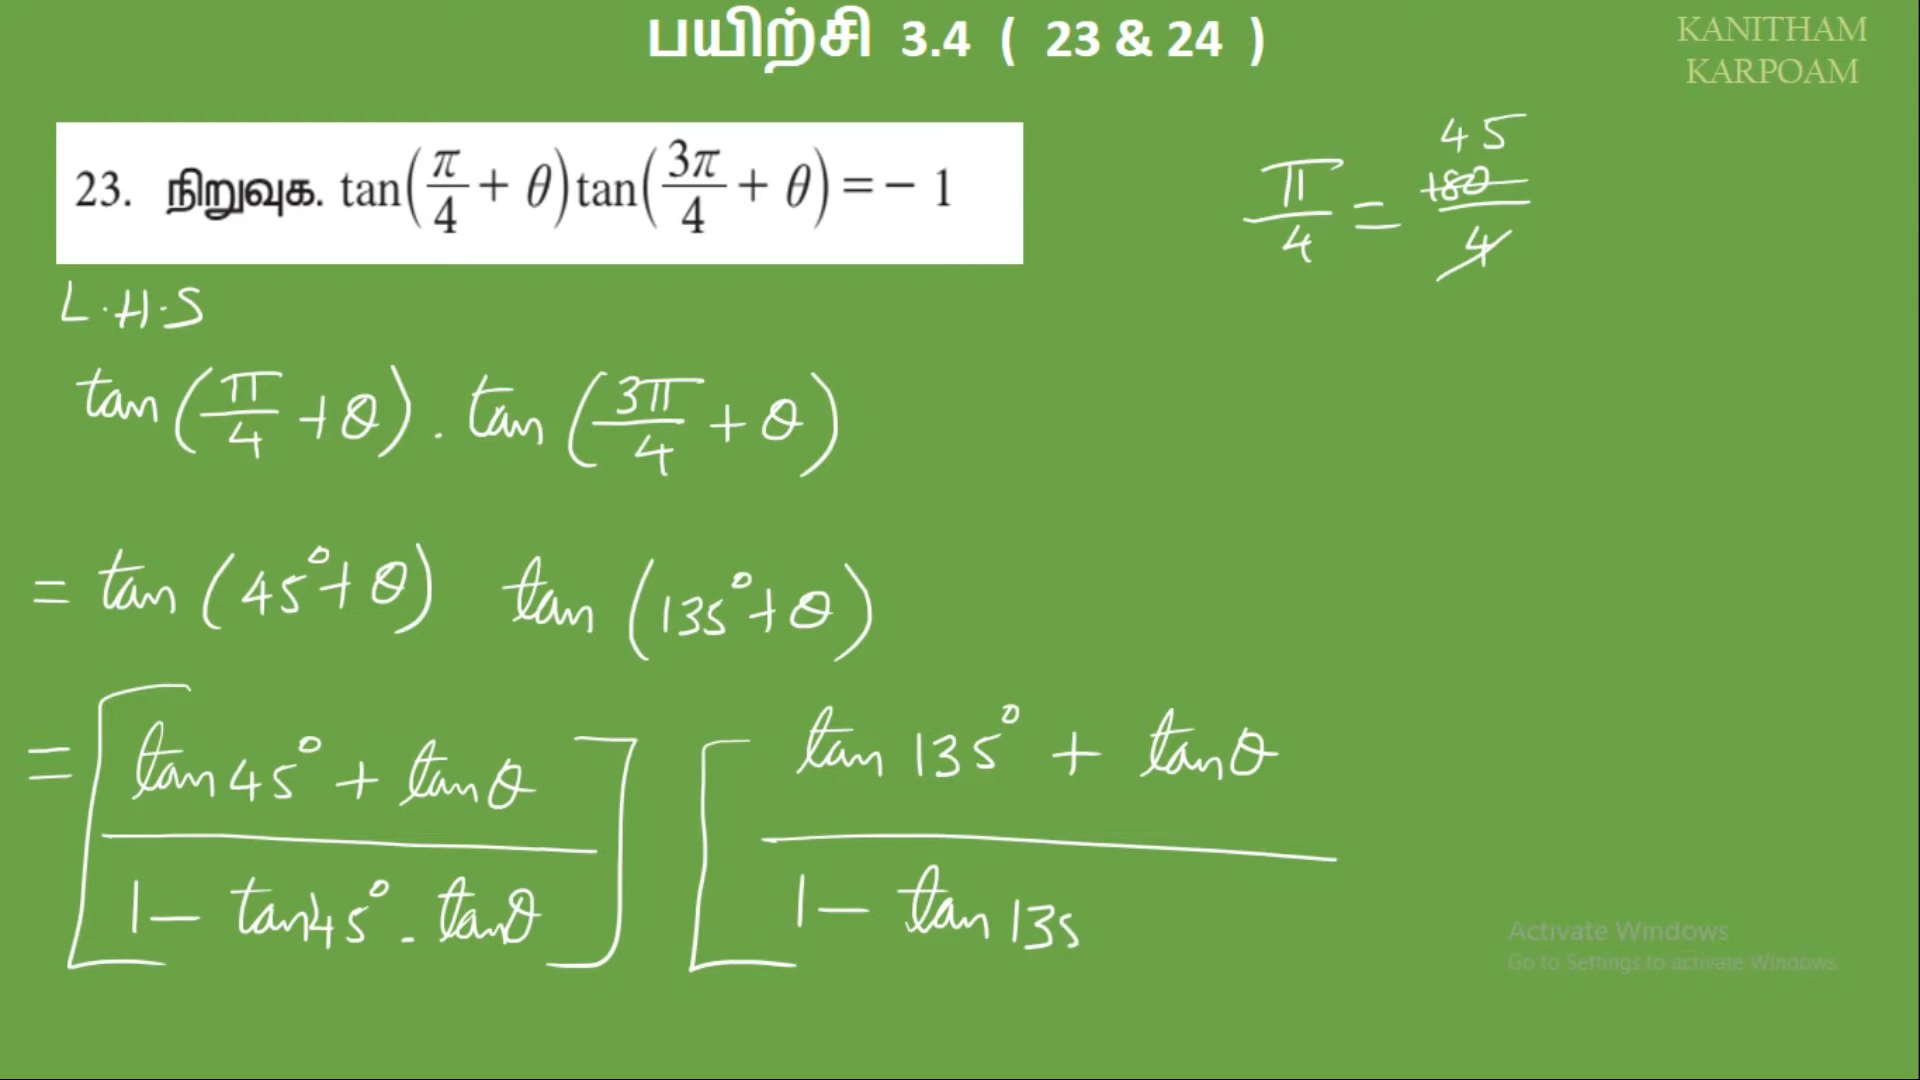 பயிற்சி 3.4 ( 23 & 24 )
KANITHAM
KARPOAM
23. நிறுவுக. tan(π/4 + θ)tan(3π/4 + θ) = − 1
π/4 = 180/4 45
L.H.S
tan (π/4 + θ) . tan (3π/4 + θ)
= tan (45° + θ) tan (135° + θ)
= [tan 45° + tan θ / 1 − tan 45° . tan θ] [tan 135° + tan θ / 1 − tan 135
Activate Windows
Go to Settings to activate Windows.